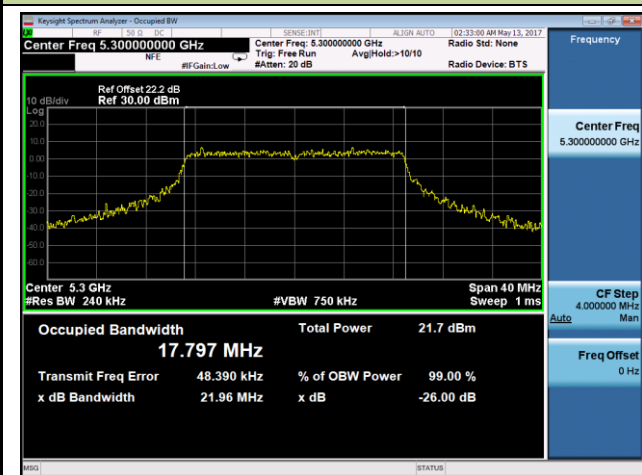 Keysight Spectrum Analyzer - Occupied BW
RF 50 Ω DC SENSE:INT ALIGN AUTO 02:33:00 AM May 13, 2017
Center Freq 5.300000000 GHz
NFE
#IFGain:Low
Center Freq: 5.300000000 GHz
Trig: Free Run Avg|Hold:>10/10
#Atten: 20 dB
Radio Std: None
Radio Device: BTS
Frequency
Ref Offset 22.2 dB
10 dB/div Ref 30.00 dBm
Log
20.0
10.0
0.00
-10.0
-20.0
-30.0
-40.0
-50.0
-60.0
Center 5.3 GHz Span 40 MHz
#Res BW 240 kHz #VBW 750 kHz Sweep 1 ms
Center Freq
5.300000000 GHz
CF Step
4.000000 MHz
Auto Man
Freq Offset
0 Hz
Occupied Bandwidth Total Power 21.7 dBm
17.797 MHz
Transmit Freq Error 48.390 kHz % of OBW Power 99.00 %
x dB Bandwidth 21.96 MHz x dB -26.00 dB
MSG STATUS